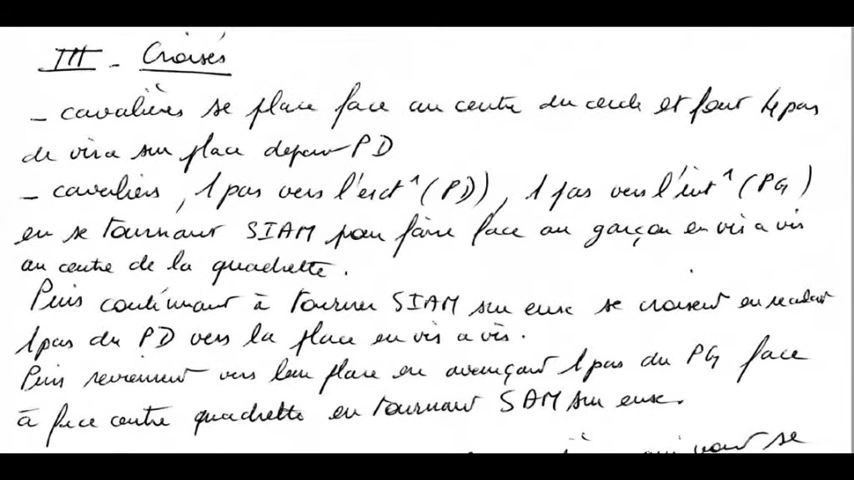 III - Croisés
- cavalières se place face au centre du cercle et font 4 pas
de vira sur place départ PD
- cavaliers, 1 pas vers l'ext^r (PD), 1 pas vers l'int^r (PG)
en se tournant SIAM pour faire face au garçon en vis a vis
au centre de la quadrette.
Puis continuant à tourner SIAM sur eux se croisent en reculant
1 pas du PD vers la place en vis a vis.
Puis reviennent vers leur place en avançant 1 pas du PG face
à face centre quadrette en tournant SAM sur eux.
qui vont se